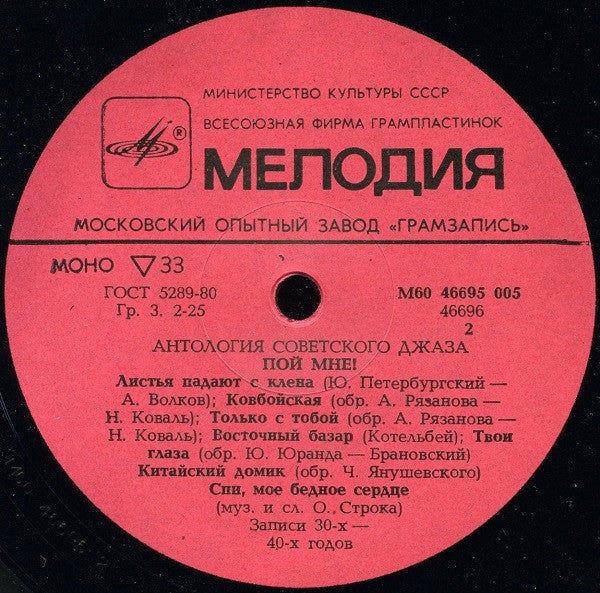 МИНИСТЕРСТВО КУЛЬТУРЫ СССР
ВСЕСОЮЗНАЯ ФИРМА ГРАМПЛАСТИНОК
®
МЕЛОДИЯ
МОСКОВСКИЙ ОПЫТНЫЙ ЗАВОД «ГРАМЗАПИСЬ»
МОНО ▽ 33
ГОСТ 5289-80 М60 46695 005
Гр. 3. 2-25 46696
2
АНТОЛОГИЯ СОВЕТСКОГО ДЖАЗА
ПОЙ МНЕ!
Листья падают с клена (Ю. Петербургский —
А. Волков); Ковбойская (обр. А. Рязанова —
Н. Коваль); Только с тобой (обр. А. Рязанова —
Н. Коваль); Восточный базар (Котельбей); Твои
глаза (обр. Ю. Юранда — Брановский)
Китайский домик (обр. Ч. Янушевского)
Спи, мое бедное сердце
(муз. и сл. О. Строка)
Записи 30-х —
40-х годов